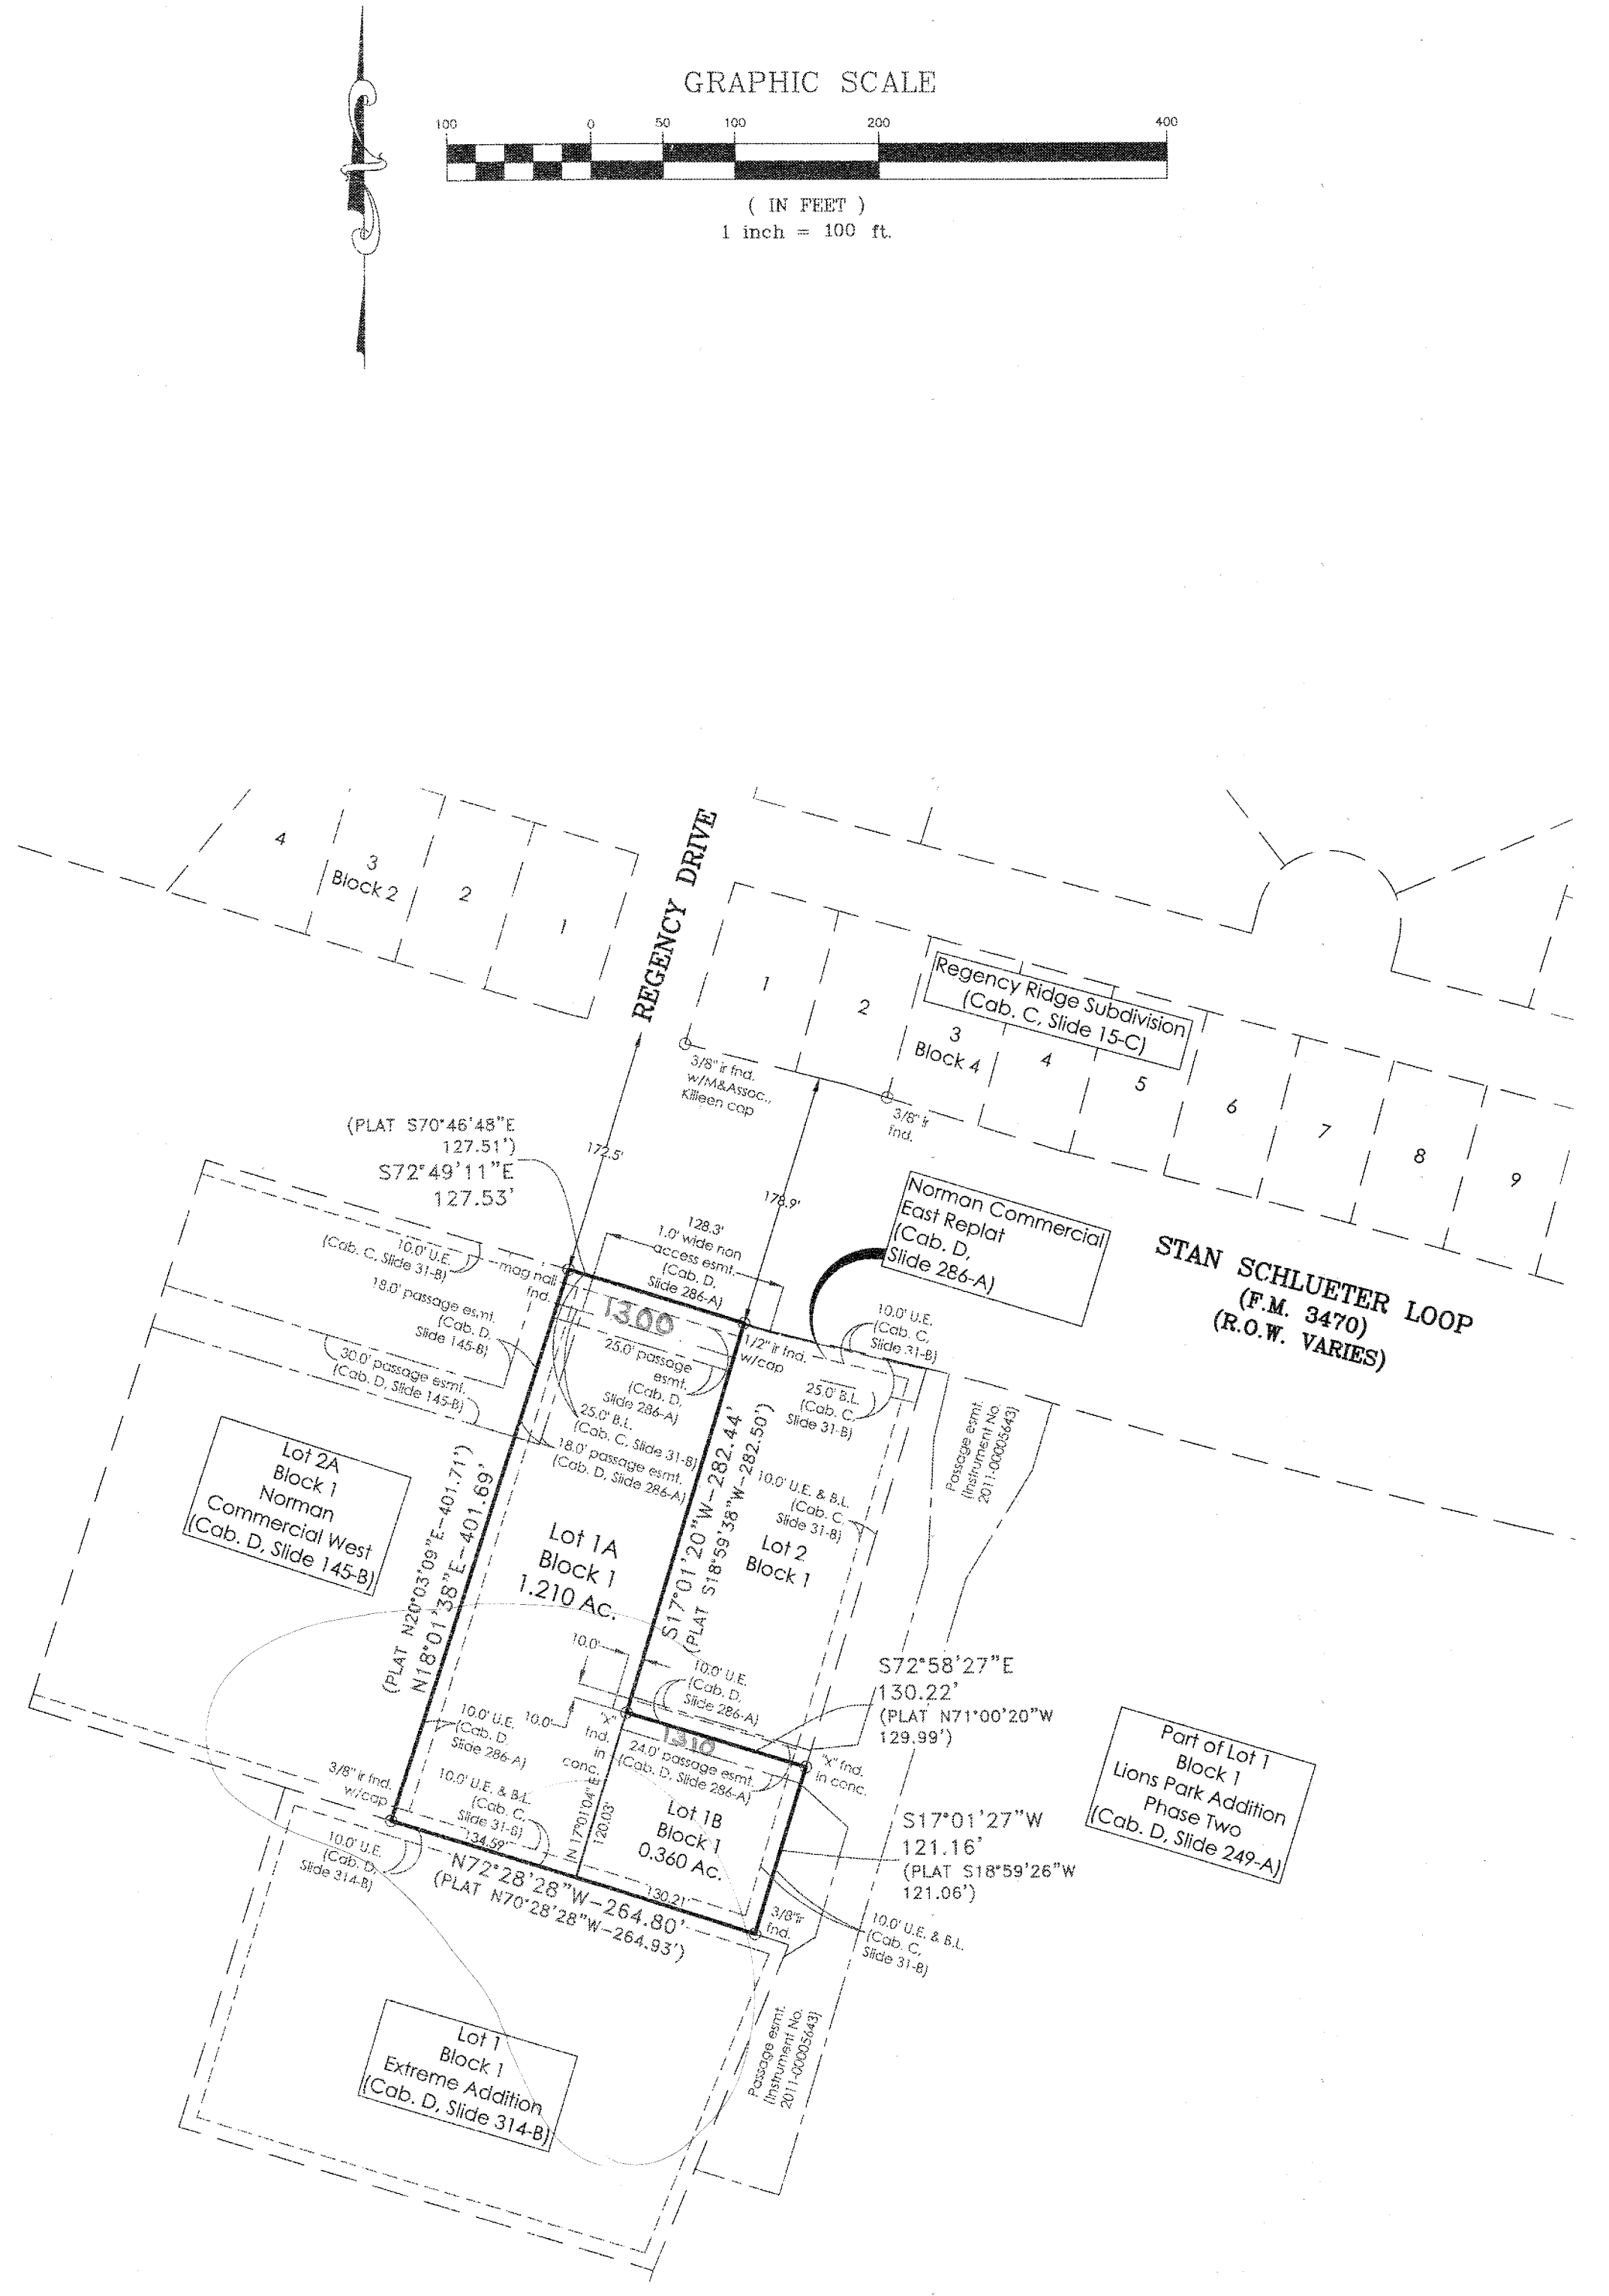 GRAPHIC SCALE
100 0 50 100 200 400
( IN FEET )
1 inch = 100 ft.
REGENCY DRIVE
4
3
Block 2
2
1
1
2
3
Block 4
4
5
6
7
8
9
Regency Ridge Subdivision
(Cab. C, Slide 15-C)
3/8" ir fnd.
w/M&Assoc.,
Killeen cap
3/8" ir
fnd.
(PLAT S70°46'48"E
127.51')
S72°49'11"E
127.53'
172.5'
178.9'
128.3'
1.0' wide non
access esmt.
(Cab. D,
Slide 286-A)
Norman Commercial
East Replat
(Cab. D,
Slide 286-A)
STAN SCHLUETER LOOP
(F.M. 3470)
(R.O.W. VARIES)
10.0' U.E.
(Cab. C, Slide 31-B)
mag nail
fnd.
18.0' passage esmt.
(Cab. D,
Slide 145-B)
30.0' passage esmt.
(Cab. D, Slide 145-B)
1300
25.0' passage
esmt.
(Cab. D,
Slide 286-A)
25.0' B.L.
(Cab. C, Slide 31-B)
18.0' passage esmt.
(Cab. D, Slide 286-A)
1/2" ir fnd.
w/cap
10.0' U.E.
(Cab. C,
Slide 31-B)
25.0' B.L.
(Cab. C,
Slide 31-B)
Passage esmt.
(Instrument No.
2011-00005643)
10.0' U.E. & B.L.
(Cab. C,
Slide 31-B)
Lot 2
Block 1
Lot 2A
Block 1
Norman
Commercial West
(Cab. D, Slide 145-B)
(PLAT N20°03'09"E-401.71')
N18°01'38"E-401.69'
Lot 1A
Block 1
1.210 Ac.
S17°01'20"W-282.44'
(PLAT S18°59'38"W-282.50')
10.0'
10.0' U.E.
(Cab. D,
Slide 286-A)
S72°58'27"E
130.22'
(PLAT N71°00'20"W
129.99')
10.0' U.E.
(Cab. D,
Slide 286-A)
10.0'
"x"
fnd.
in
conc.
1310
24.0' passage esmt.
(Cab. D, Slide 286-A)
"x" fnd.
in conc.
Part of Lot 1
Block 1
Lions Park Addition
Phase Two
(Cab. D, Slide 249-A)
3/8" ir fnd.
w/cap
10.0' U.E. & B.L.
(Cab. C,
Slide 31-B)
134.59'
N 17°01'04" E
120.03'
Lot 1B
Block 1
0.360 Ac.
130.21'
S17°01'27"W
121.16'
(PLAT S18°59'26"W
121.06')
10.0' U.E.
(Cab. D,
Slide 314-B)
N72°28'28"W-264.80'
(PLAT N70°28'28"W-264.93')
3/8" ir
fnd.
10.0' U.E. & B.L.
(Cab. C,
Slide 31-B)
Lot 1
Block 1
Extreme Addition
(Cab. D, Slide 314-B)
Passage esmt.
(Instrument No.
2011-00005643)